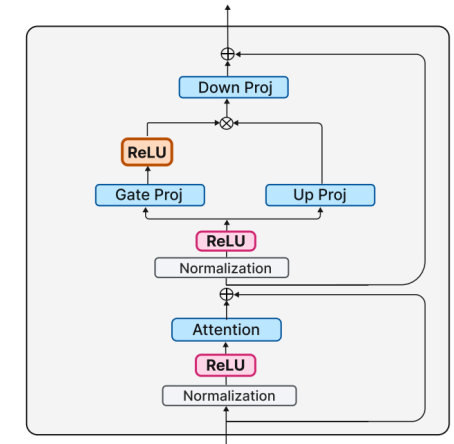 Down Proj
ReLU
Gate Proj
Up Proj
ReLU
Normalization
Attention
ReLU
Normalization